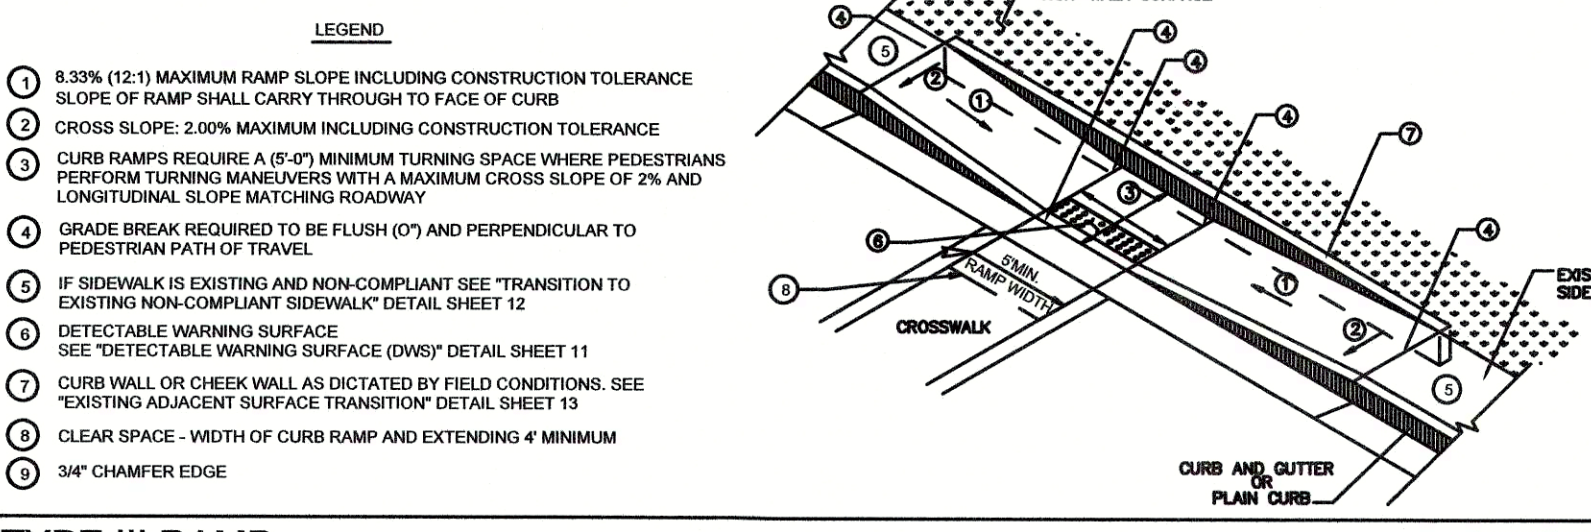 LEGEND
1 8.33% (12:1) MAXIMUM RAMP SLOPE INCLUDING CONSTRUCTION TOLERANCE
SLOPE OF RAMP SHALL CARRY THROUGH TO FACE OF CURB
2 CROSS SLOPE: 2.00% MAXIMUM INCLUDING CONSTRUCTION TOLERANCE
3 CURB RAMPS REQUIRE A (5'-0") MINIMUM TURNING SPACE WHERE PEDESTRIANS
PERFORM TURNING MANEUVERS WITH A MAXIMUM CROSS SLOPE OF 2% AND
LONGITUDINAL SLOPE MATCHING ROADWAY
4 GRADE BREAK REQUIRED TO BE FLUSH (O") AND PERPENDICULAR TO
PEDESTRIAN PATH OF TRAVEL
5 IF SIDEWALK IS EXISTING AND NON-COMPLIANT SEE "TRANSITION TO
EXISTING NON-COMPLIANT SIDEWALK" DETAIL SHEET 12
6 DETECTABLE WARNING SURFACE
SEE "DETECTABLE WARNING SURFACE (DWS)" DETAIL SHEET 11
7 CURB WALL OR CHEEK WALL AS DICTATED BY FIELD CONDITIONS. SEE
"EXISTING ADJACENT SURFACE TRANSITION" DETAIL SHEET 13
8 CLEAR SPACE - WIDTH OF CURB RAMP AND EXTENDING 4' MINIMUM
9 3/4" CHAMFER EDGE
4
5
2
1
4
4
4
7
3
6
8
5'MIN.
RAMP WIDTH
CROSSWALK
1
2
4
5
EXIS
SIDE
CURB AND GUTTER
OR
PLAIN CURB